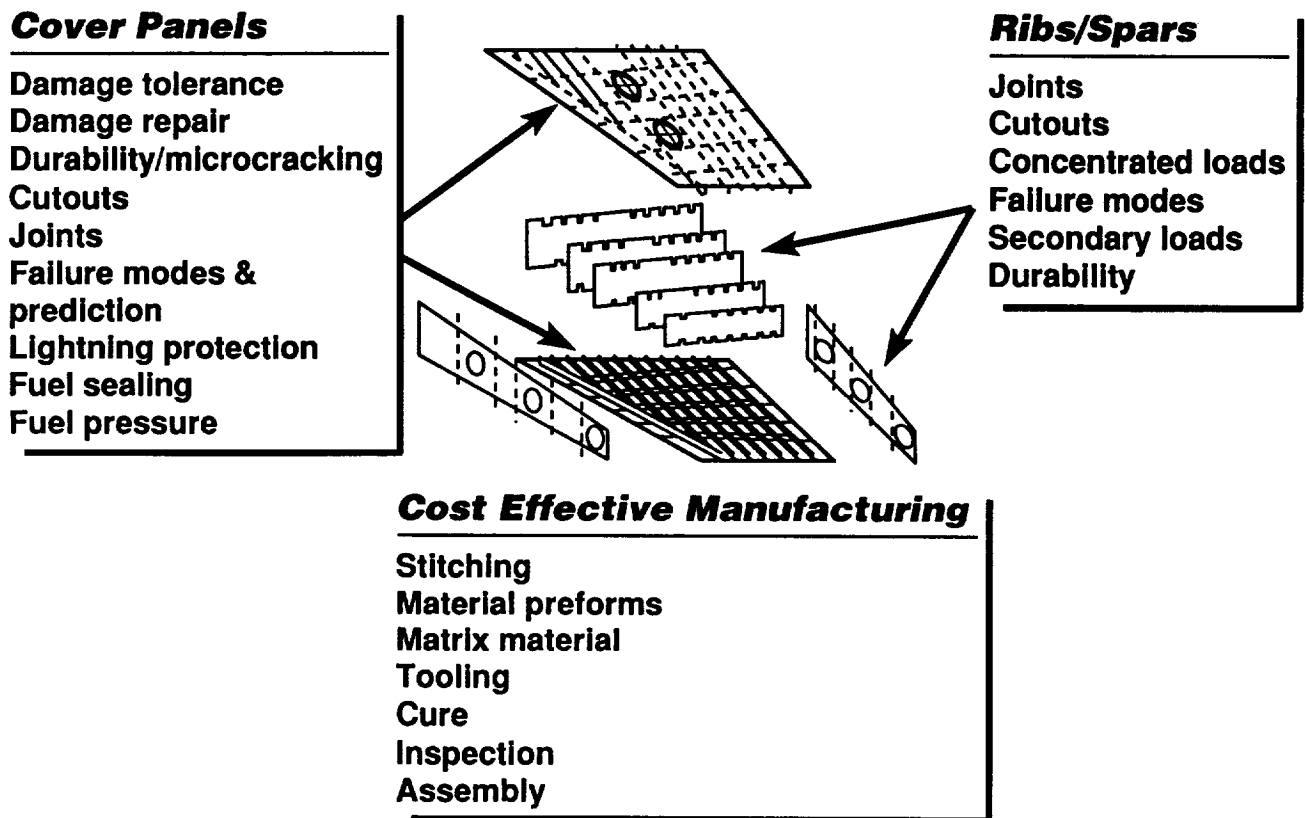 Cover Panels
Damage tolerance
Damage repair
Durability/microcracking
Cutouts
Joints
Failure modes &
prediction
Lightning protection
Fuel sealing
Fuel pressure
Ribs/Spars
Joints
Cutouts
Concentrated loads
Failure modes
Secondary loads
Durability
Cost Effective Manufacturing
Stitching
Material preforms
Matrix material
Tooling
Cure
Inspection
Assembly